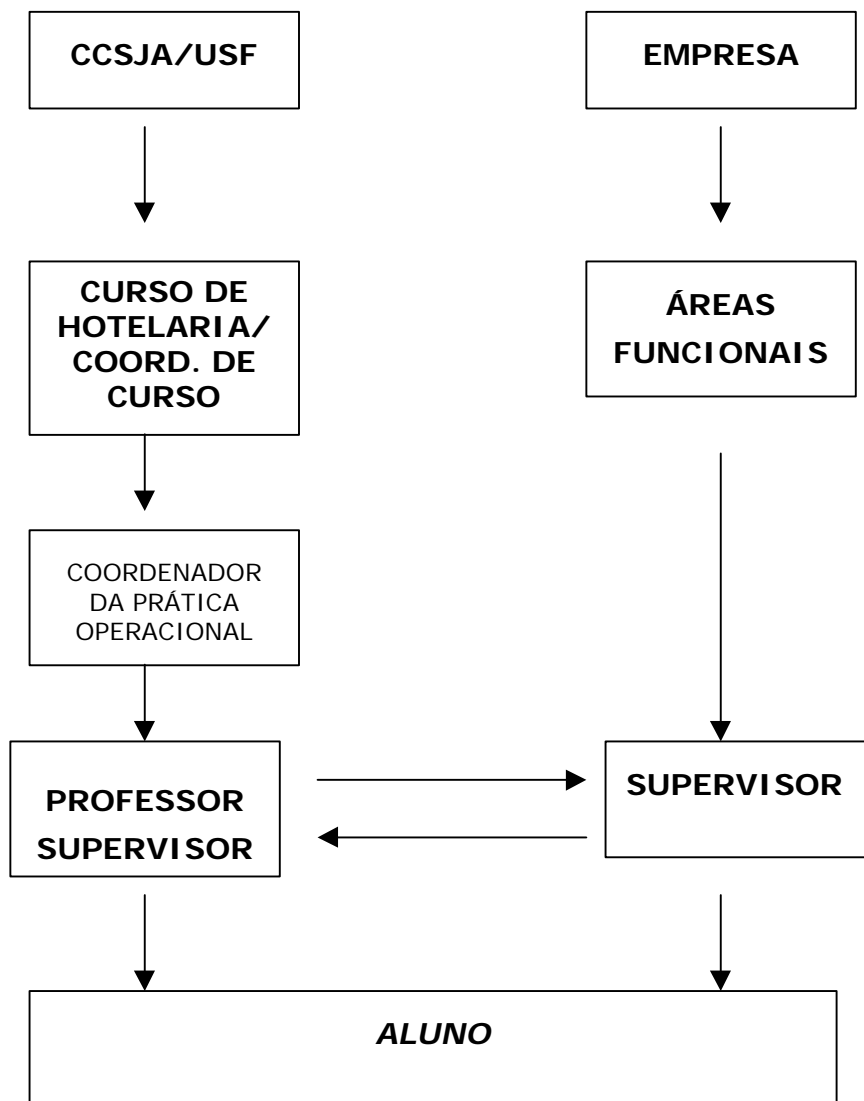 CCSJA/USF
EMPRESA
CURSO DE
HOTELARIA/
COORD. DE
CURSO
ÁREAS
FUNCIONAIS
COORDENADOR
DA PRÁTICA
OPERACIONAL
PROFESSOR
SUPERVISOR
SUPERVISOR
ALUNO